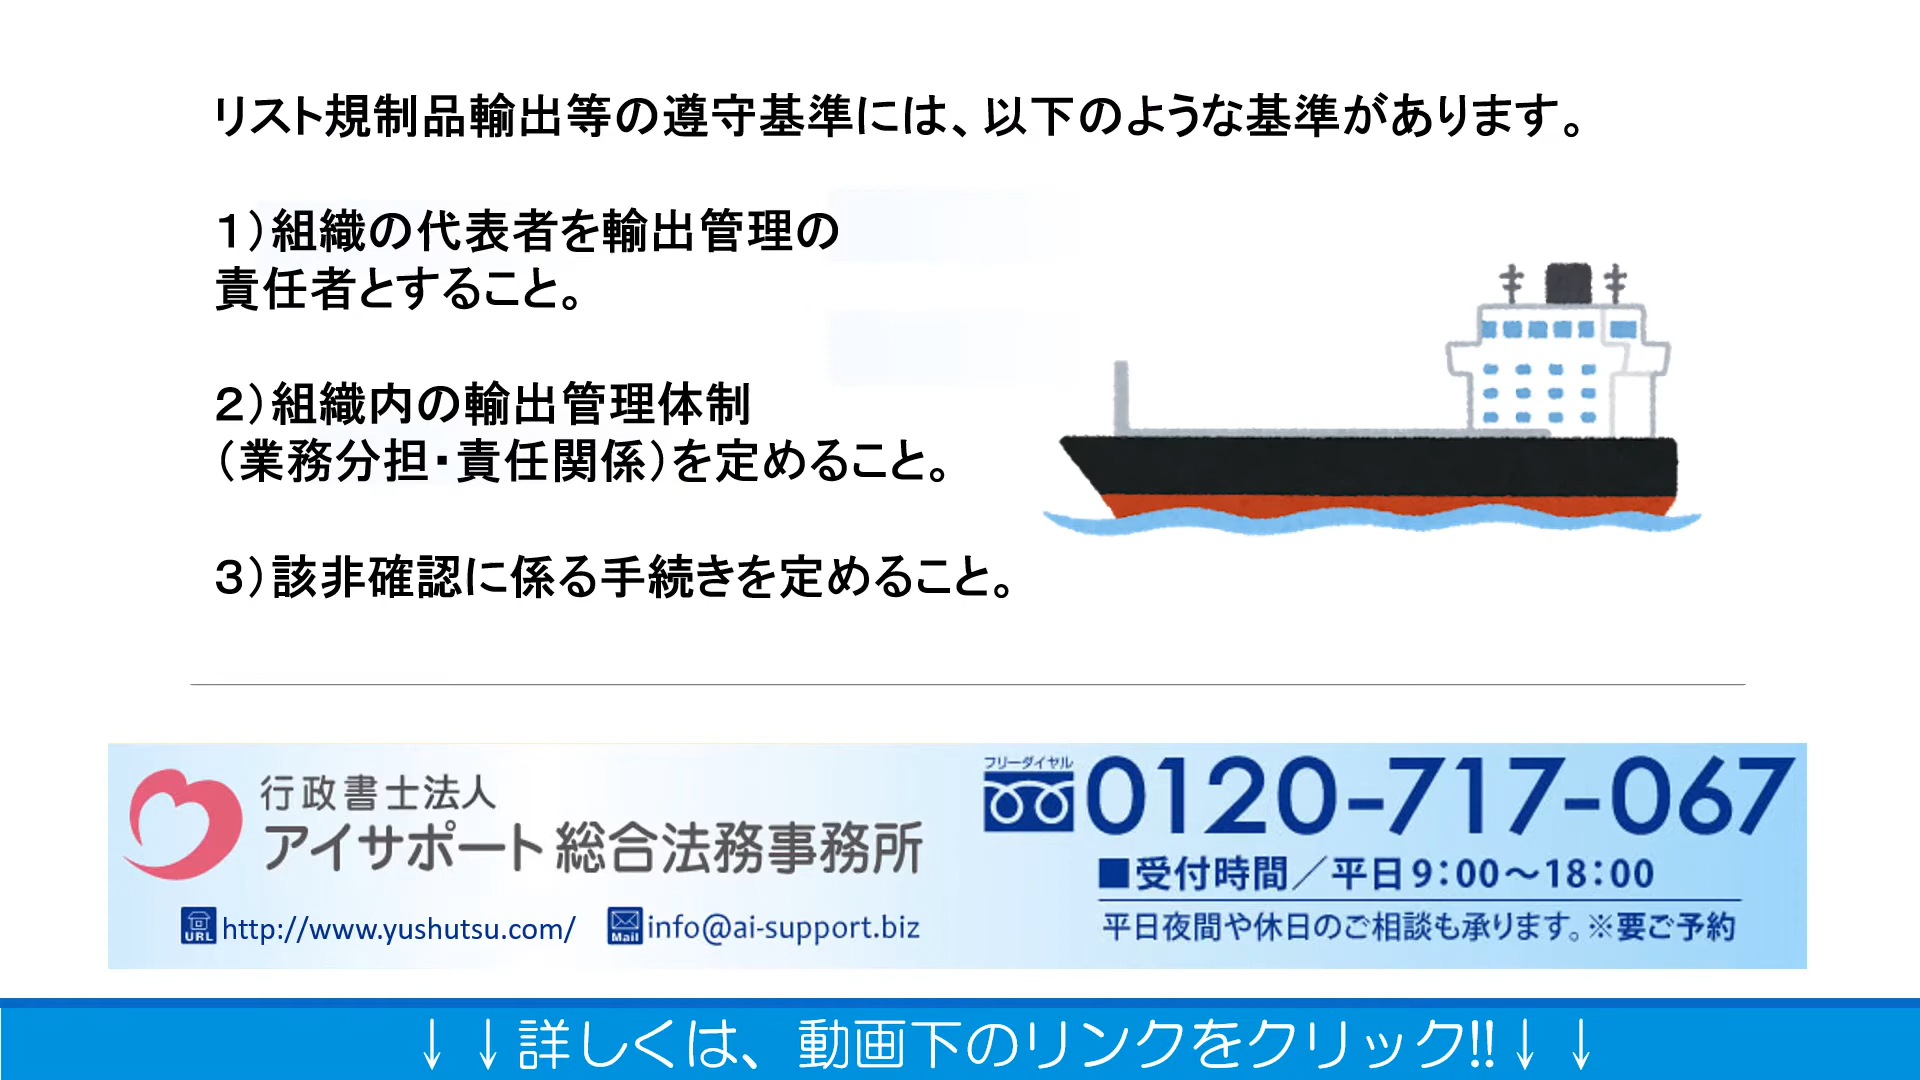 リスト規制品輸出等の遵守基準には、以下のような基準があります。
１）組織の代表者を輸出管理の
責任者とすること。
２）組織内の輸出管理体制
（業務分担・責任関係）を定めること。
３）該非確認に係る手続きを定めること。
行政書士法人
アイサポート総合法務事務所
URL http://www.yushutsu.com/ Mail info@ai-support.biz
フリーダイヤル
0120-717-067
■受付時間／平日9：00～18：00
平日夜間や休日のご相談も承ります。※要ご予約
↓↓詳しくは、動画下のリンクをクリック!!↓↓